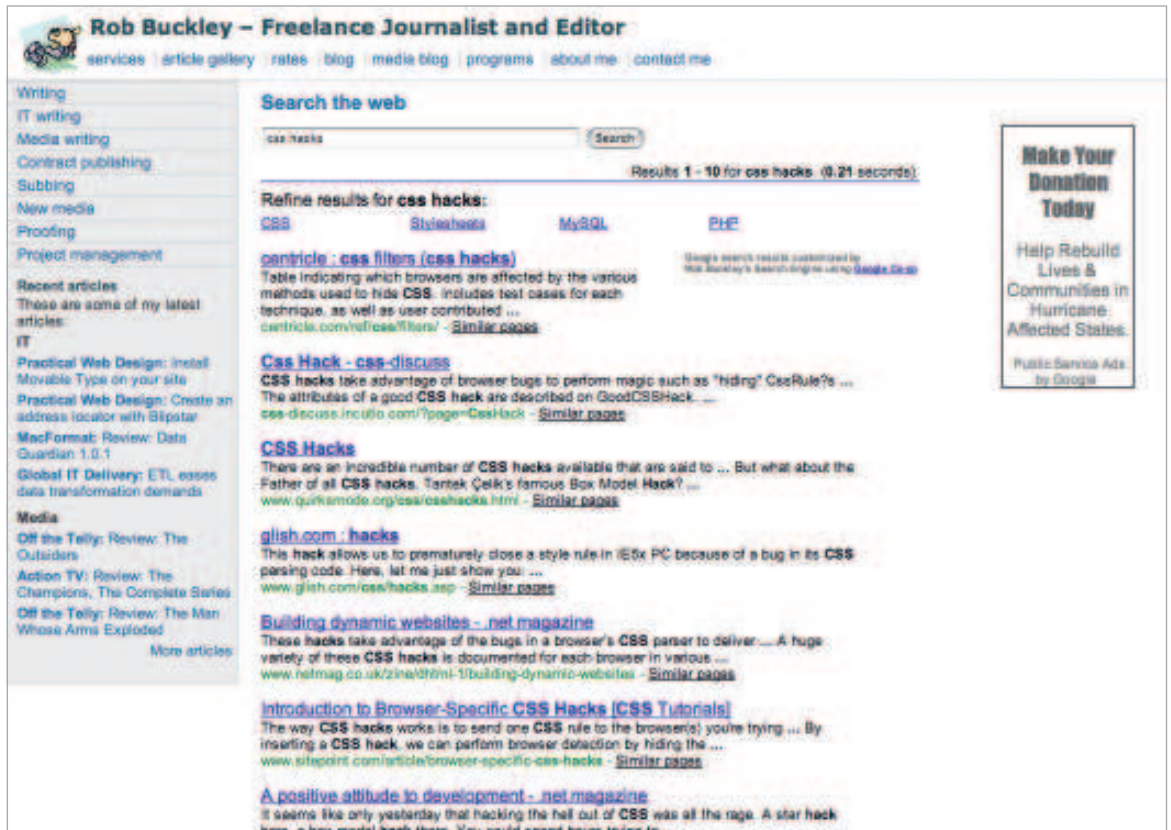 Rob Buckley – Freelance Journalist and Editor
services article gallery rates blog media blog programs about me contact me
Writing
IT writing
Media writing
Contract publishing
Subbing
New media
Proofing
Project management
Recent articles
These are some of my latest
articles:
IT
Practical Web Design: Install
Movable Type on your site
Practical Web Design: Create an
address locator with Blipstar
MacFormat: Review: Data
Guardian 1.0.1
Global IT Delivery: ETL eases
data transformation demands
Media
Off the Telly: Review: The
Outsiders
Action TV: Review: The
Champions, The Complete Series
Off the Telly: Review: The Man
Whose Arms Exploded
More articles
Search the web
css hacks
Search
Results 1 - 10 for css hacks. (0.21 seconds)
Refine results for css hacks:
CSS Stylesheets MySQL PHP
centricle : css filters (css hacks)
Table indicating which browsers are affected by the various
methods used to hide CSS. includes test cases for each
technique, as well as user contributed ...
centricle.com/ref/css/filters/ - Similar pages
Google search results customized by
Rob Buckley's Search Engine using Google Co-op
Css Hack - css-discuss
CSS hacks take advantage of browser bugs to perform magic such as "hiding" CssRule?s ...
The attributes of a good CSS hack are described on GoodCSSHack. ...
css-discuss.incutio.com/?page=CssHack - Similar pages
CSS Hacks
There are an incredible number of CSS hacks available that are said to ... But what about the
Father of all CSS hacks, Tantek Çelik's famous Box Model Hack? ...
www.quirksmode.org/css/csshacks.html - Similar pages
glish.com : hacks
This hack allows us to prematurely close a style rule in IE5x PC because of a bug in its CSS
parsing code. Here, let me just show you: ...
www.glish.com/css/hacks.asp - Similar pages
Building dynamic websites - .net magazine
These hacks take advantage of the bugs in a browser's CSS parser to deliver ... A huge
variety of these CSS hacks is documented for each browser in various ...
www.netmag.co.uk/zine/dhtml-1/building-dynamic-websites - Similar pages
Introduction to Browser-Specific CSS Hacks [CSS Tutorials]
The way CSS hacks works is to send one CSS rule to the browser(s) you're trying ... By
inserting a CSS hack, we can perform browser detection by hiding the ...
www.sitepoint.com/article/browser-specific-css-hacks - Similar pages
A positive attitude to development - .net magazine
It seems like only yesterday that hacking the hell out of CSS was all the rage. A star hack
Make Your
Donation
Today
Help Rebuild
Lives &
Communities in
Hurricane
Affected States.
Public Service Ads
by Google